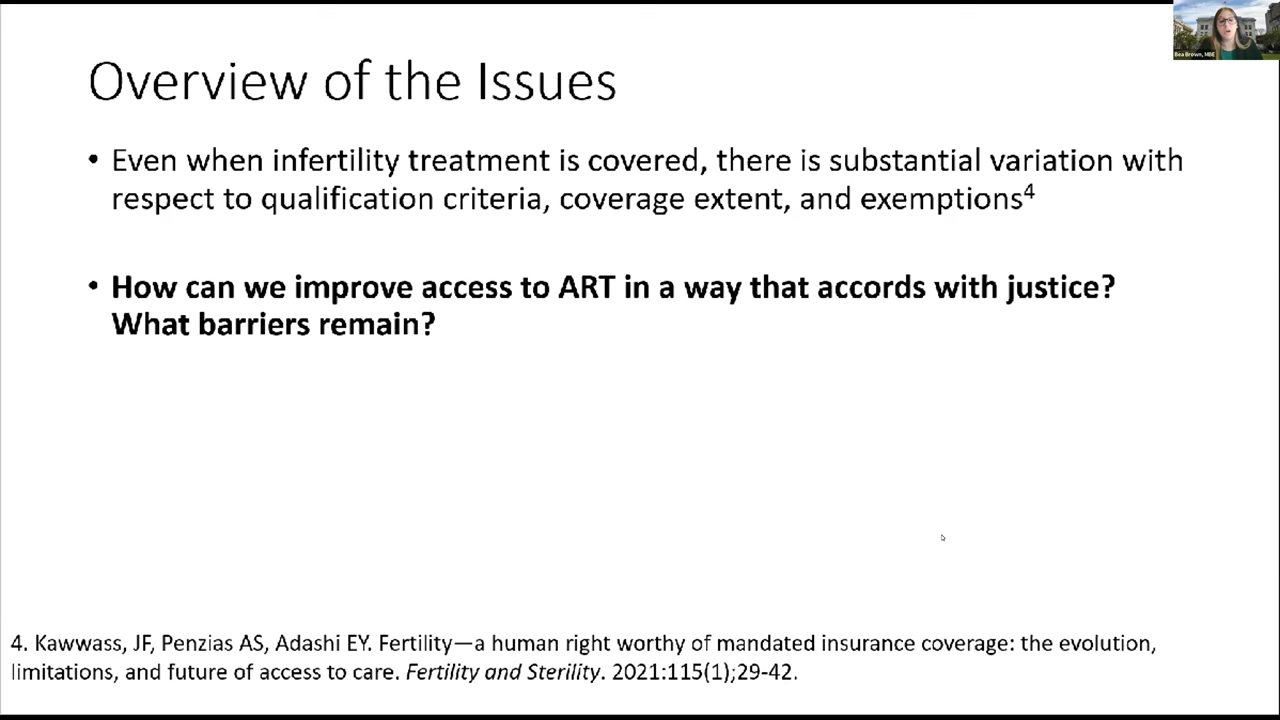 Bea Brown, MBE
Overview of the Issues
• Even when infertility treatment is covered, there is substantial variation with
respect to qualification criteria, coverage extent, and exemptions4
• How can we improve access to ART in a way that accords with justice?
What barriers remain?
4. Kawwass, JF, Penzias AS, Adashi EY. Fertility—a human right worthy of mandated insurance coverage: the evolution,
limitations, and future of access to care. Fertility and Sterility. 2021:115(1);29-42.